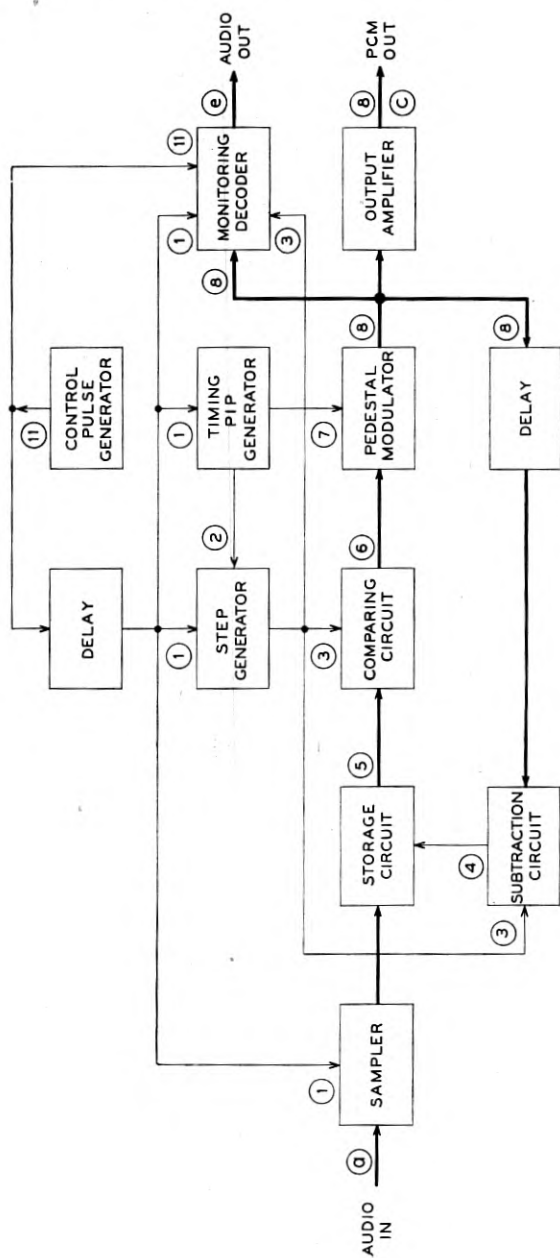 11
CONTROL
PULSE
GENERATOR
DELAY
1
STEP
GENERATOR
2
1
TIMING
PIP
GENERATOR
1
11
MONITORING
DECODER
8
3
e
AUDIO
OUT
AUDIO
IN
a
1
SAMPLER
STORAGE
CIRCUIT
5
3
COMPARING
CIRCUIT
6
7
PEDESTAL
MODULATOR
8
OUTPUT
AMPLIFIER
8
C
PCM
OUT
4
3
SUBTRACTION
CIRCUIT
8
DELAY